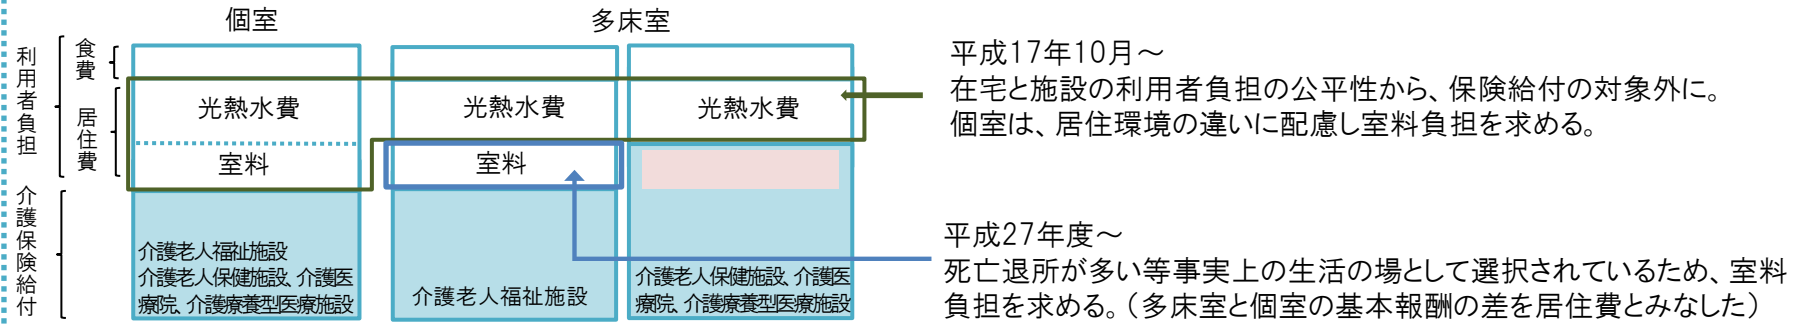 個室
多床室
利用者負担
食費
居住費
介護保険給付
光熱水費
室料
介護老人福祉施設
介護老人保健施設、介護医
療院、介護療養型医療施設
光熱水費
室料
介護老人福祉施設
光熱水費
介護老人保健施設、介護医
療院、介護療養型医療施設
平成17年10月～
在宅と施設の利用者負担の公平性から、保険給付の対象外に。
個室は、居住環境の違いに配慮し室料負担を求める。
平成27年度～
死亡退所が多い等事実上の生活の場として選択されているため、室料
負担を求める。（多床室と個室の基本報酬の差を居住費とみなした）